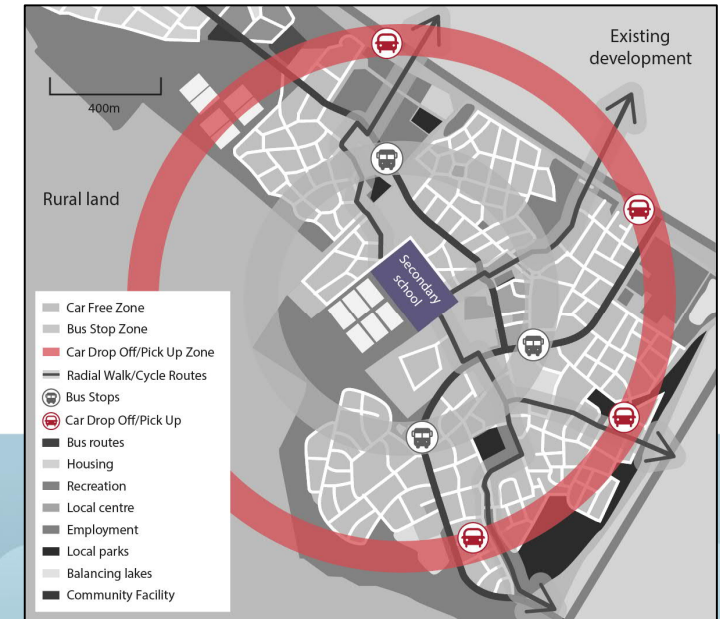 Existing
development
400m
Rural land
Secondary
school
Car Free Zone
Bus Stop Zone
Car Drop Off/Pick Up Zone
Radial Walk/Cycle Routes
Bus Stops
Car Drop Off/Pick Up
Bus routes
Housing
Recreation
Local centre
Employment
Local parks
Balancing lakes
Community Facility